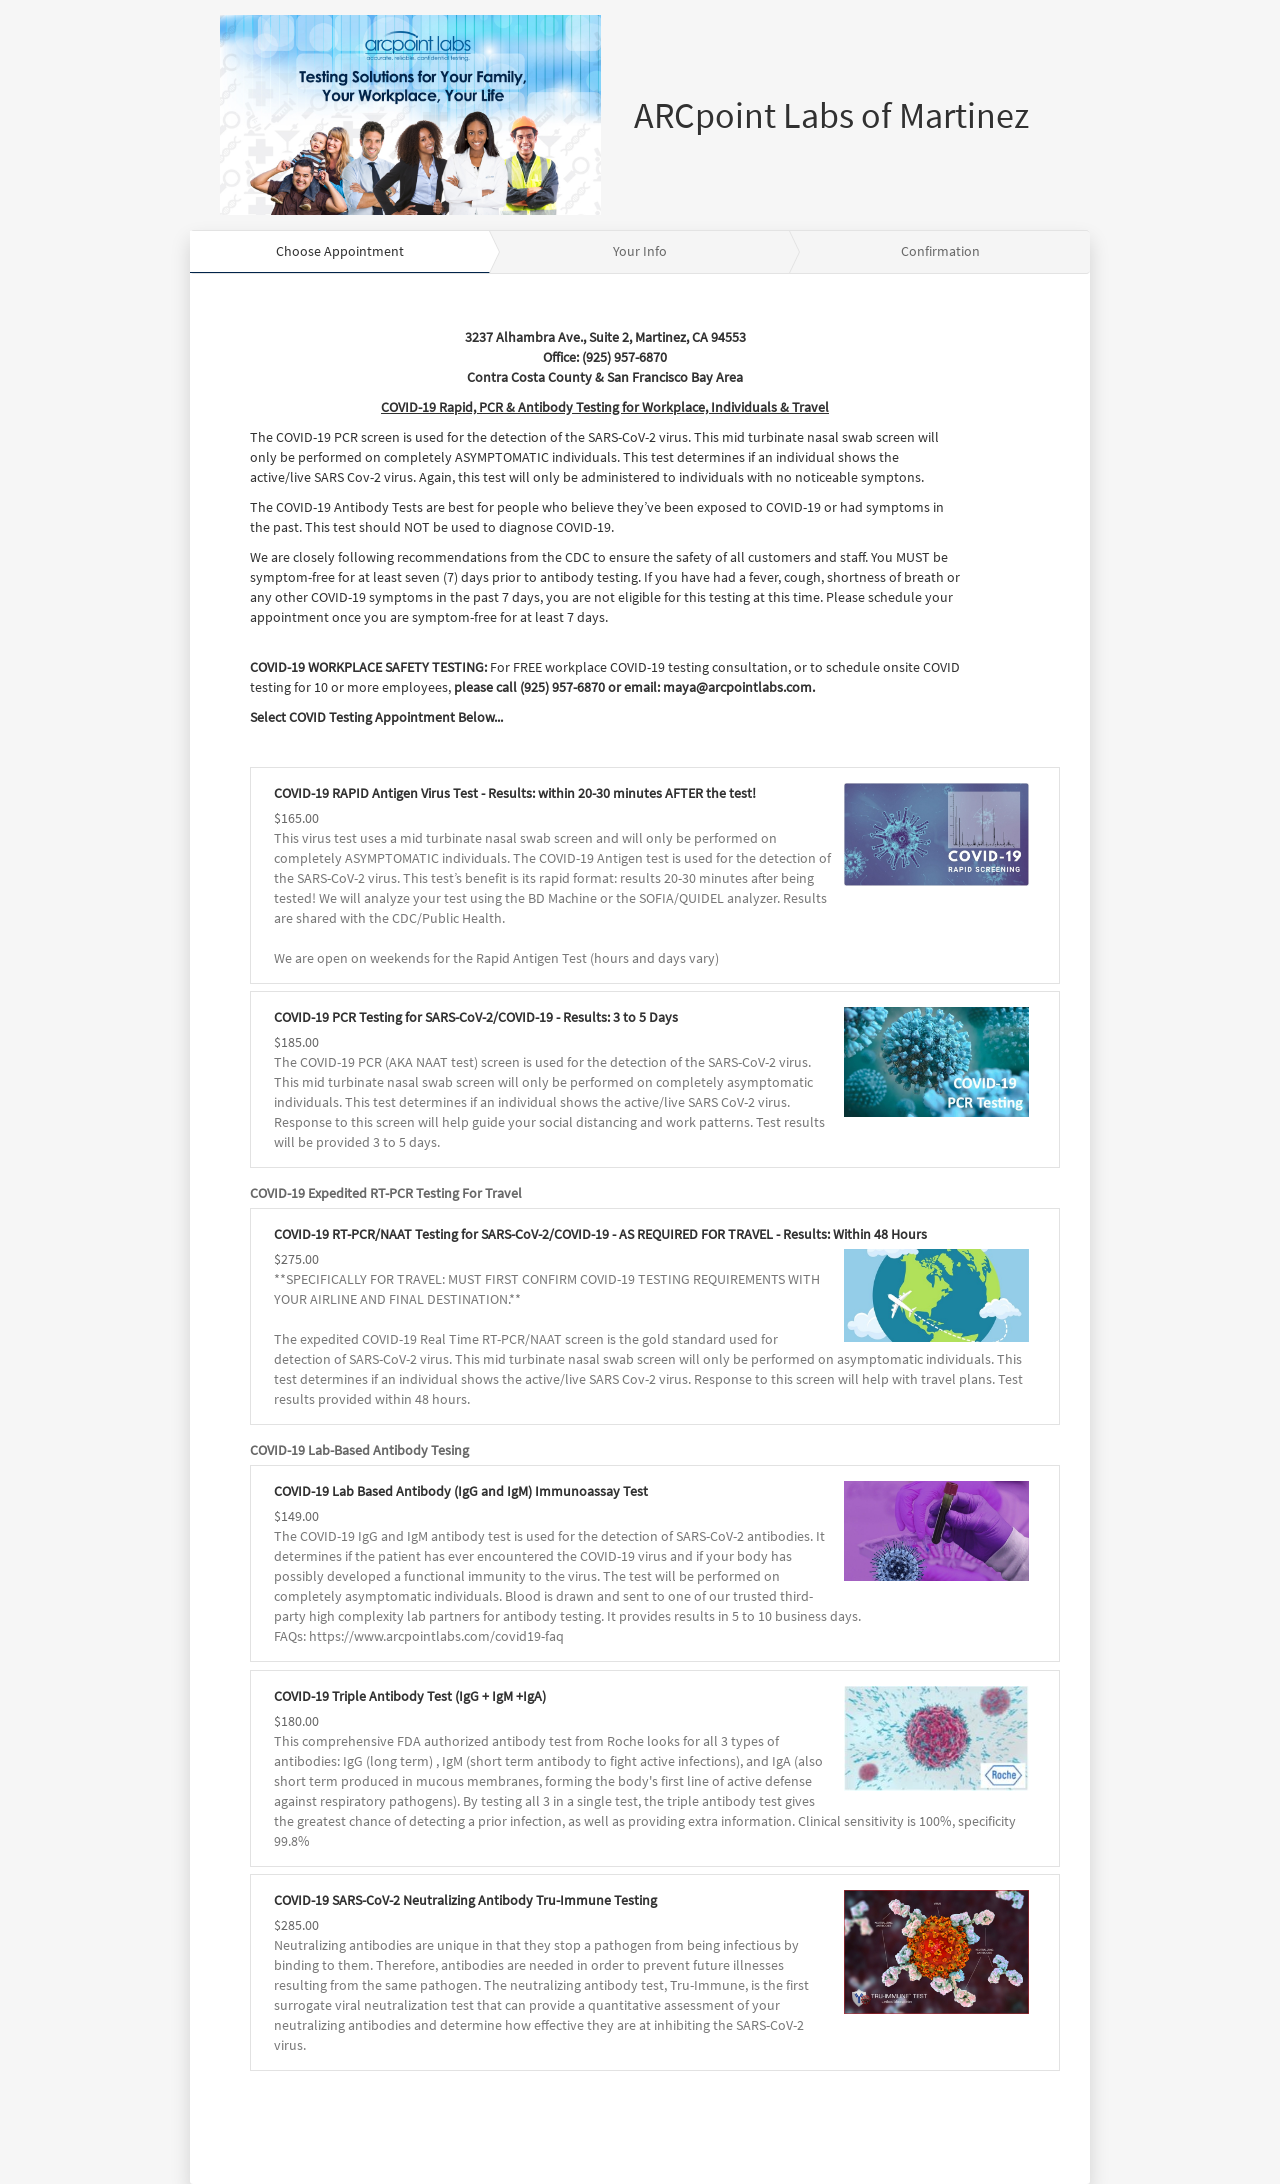 arcpoint labs
accurate. reliable. confidential testing.
Testing Solutions for Your Family,
Your Workplace, Your Life
ARCpoint Labs of Martinez
Choose Appointment
Your Info
Confirmation
3237 Alhambra Ave., Suite 2, Martinez, CA 94553
Office: (925) 957-6870
Contra Costa County & San Francisco Bay Area
COVID-19 Rapid, PCR & Antibody Testing for Workplace, Individuals & Travel
The COVID-19 PCR screen is used for the detection of the SARS-CoV-2 virus. This mid turbinate nasal swab screen will
only be performed on completely ASYMPTOMATIC individuals. This test determines if an individual shows the
active/live SARS Cov-2 virus. Again, this test will only be administered to individuals with no noticeable symptons.
The COVID-19 Antibody Tests are best for people who believe they’ve been exposed to COVID-19 or had symptoms in
the past. This test should NOT be used to diagnose COVID-19.
We are closely following recommendations from the CDC to ensure the safety of all customers and staff. You MUST be
symptom-free for at least seven (7) days prior to antibody testing. If you have had a fever, cough, shortness of breath or
any other COVID-19 symptoms in the past 7 days, you are not eligible for this testing at this time. Please schedule your
appointment once you are symptom-free for at least 7 days.
COVID-19 WORKPLACE SAFETY TESTING: For FREE workplace COVID-19 testing consultation, or to schedule onsite COVID
testing for 10 or more employees, please call (925) 957-6870 or email: maya@arcpointlabs.com.
Select COVID Testing Appointment Below...
COVID-19 RAPID Antigen Virus Test - Results: within 20-30 minutes AFTER the test!
$165.00
This virus test uses a mid turbinate nasal swab screen and will only be performed on
completely ASYMPTOMATIC individuals. The COVID-19 Antigen test is used for the detection of
the SARS-CoV-2 virus. This test’s benefit is its rapid format: results 20-30 minutes after being
tested! We will analyze your test using the BD Machine or the SOFIA/QUIDEL analyzer. Results
are shared with the CDC/Public Health.
We are open on weekends for the Rapid Antigen Test (hours and days vary)
COVID-19
RAPID SCREENING
COVID-19 PCR Testing for SARS-CoV-2/COVID-19 - Results: 3 to 5 Days
$185.00
The COVID-19 PCR (AKA NAAT test) screen is used for the detection of the SARS-CoV-2 virus.
This mid turbinate nasal swab screen will only be performed on completely asymptomatic
individuals. This test determines if an individual shows the active/live SARS CoV-2 virus.
Response to this screen will help guide your social distancing and work patterns. Test results
will be provided 3 to 5 days.
COVID-19
PCR Testing
COVID-19 Expedited RT-PCR Testing For Travel
COVID-19 RT-PCR/NAAT Testing for SARS-CoV-2/COVID-19 - AS REQUIRED FOR TRAVEL - Results: Within 48 Hours
$275.00
**SPECIFICALLY FOR TRAVEL: MUST FIRST CONFIRM COVID-19 TESTING REQUIREMENTS WITH
YOUR AIRLINE AND FINAL DESTINATION.**
The expedited COVID-19 Real Time RT-PCR/NAAT screen is the gold standard used for
detection of SARS-CoV-2 virus. This mid turbinate nasal swab screen will only be performed on asymptomatic individuals. This
test determines if an individual shows the active/live SARS Cov-2 virus. Response to this screen will help with travel plans. Test
results provided within 48 hours.
COVID-19 Lab-Based Antibody Tesing
COVID-19 Lab Based Antibody (IgG and IgM) Immunoassay Test
$149.00
The COVID-19 IgG and IgM antibody test is used for the detection of SARS-CoV-2 antibodies. It
determines if the patient has ever encountered the COVID-19 virus and if your body has
possibly developed a functional immunity to the virus. The test will be performed on
completely asymptomatic individuals. Blood is drawn and sent to one of our trusted third-
party high complexity lab partners for antibody testing. It provides results in 5 to 10 business days.
FAQs: https://www.arcpointlabs.com/covid19-faq
COVID-19 Triple Antibody Test (IgG + IgM +IgA)
$180.00
This comprehensive FDA authorized antibody test from Roche looks for all 3 types of
antibodies: IgG (long term) , IgM (short term antibody to fight active infections), and IgA (also
short term produced in mucous membranes, forming the body's first line of active defense
against respiratory pathogens). By testing all 3 in a single test, the triple antibody test gives
the greatest chance of detecting a prior infection, as well as providing extra information. Clinical sensitivity is 100%, specificity
99.8%
Roche
COVID-19 SARS-CoV-2 Neutralizing Antibody Tru-Immune Testing
$285.00
Neutralizing antibodies are unique in that they stop a pathogen from being infectious by
binding to them. Therefore, antibodies are needed in order to prevent future illnesses
resulting from the same pathogen. The neutralizing antibody test, Tru-Immune, is the first
surrogate viral neutralization test that can provide a quantitative assessment of your
neutralizing antibodies and determine how effective they are at inhibiting the SARS-CoV-2
virus.
TRU-IMMUNE TEST